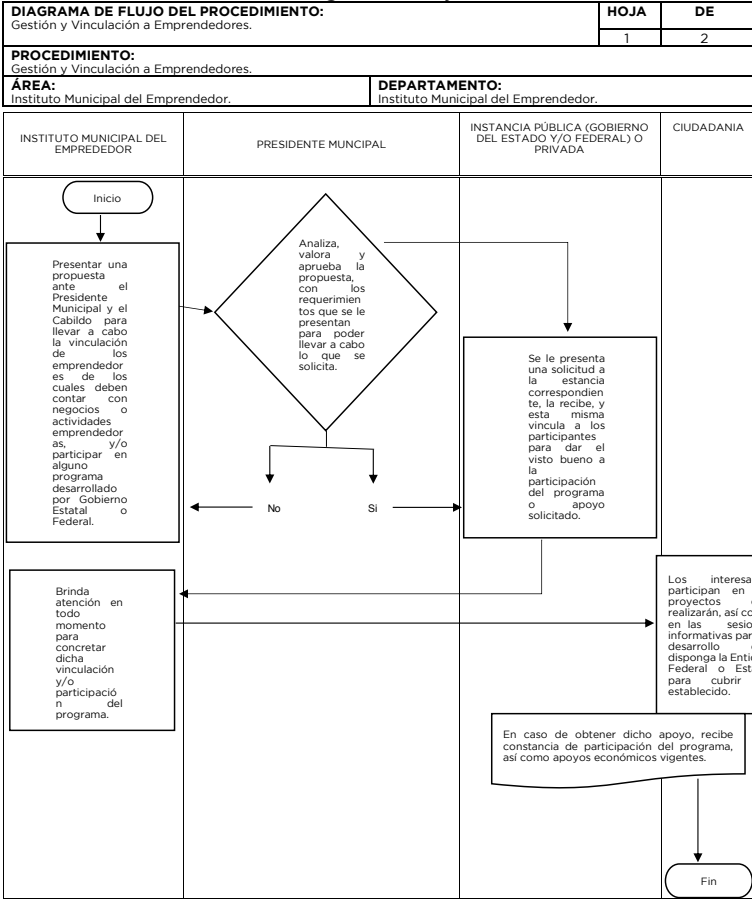 DIAGRAMA DE FLUJO DEL PROCEDIMIENTO:
Gestión y Vinculación a Emprendedores.
HOJA
DE
1
2
PROCEDIMIENTO:
Gestión y Vinculación a Emprendedores.
ÁREA:
Instituto Municipal del Emprendedor.
DEPARTAMENTO:
Instituto Municipal del Emprendedor.
INSTITUTO MUNICIPAL DEL
EMPREDEDOR
PRESIDENTE MUNCIPAL
INSTANCIA PÚBLICA (GOBIERNO
DEL ESTADO Y/O FEDERAL) O
PRIVADA
CIUDADANIA
Inicio
Presentar una
propuesta
ante el
Presidente
Municipal y el
Cabildo para
llevar a cabo
la vinculación
de los
emprendedor
es de los
cuales deben
contar con
negocios o
actividades
emprendedor
as, y/o
participar en
alguno
programa
desarrollado
por Gobierno
Estatal o
Federal.
Analiza,
valora y
aprueba la
propuesta,
con los
requerimien
tos que se le
presentan
para poder
llevar a cabo
lo que se
solicita.
No
Si
Se le presenta
una solicitud a
la estancia
correspondien
te, la recibe, y
esta misma
vincula a los
participantes
para dar el
visto bueno a
la
participación
del programa
o apoyo
solicitado.
Brinda
atención en
todo
momento
para
concretar
dicha
vinculación
y/o
participació
n del
programa.
Los
participan en
proyectos
realizarán, así
en las
informativas
desarrollo
disponga la
Federal o
para cubrir
establecido.
En caso de obtener dicho apoyo, recibe
constancia de participación del programa,
así como apoyos económicos vigentes.
Fin